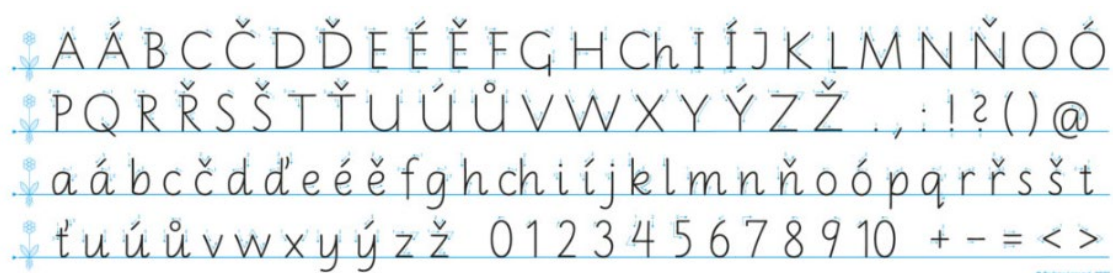 A Á B C Č D Ď E É Ě F G H Ch I Í J K L M N Ň O Ó
P Q R Ř S Š T Ť U Ú Ů V W X Y Ý Z Ž . , : ! ? ( ) @
a á b c č d ď e é ě f g h ch i í j k l m n ň o ó p q r ř s š t
ť u ú ů v w x y ý z ž 0 1 2 3 4 5 6 7 8 9 10 + - = < >